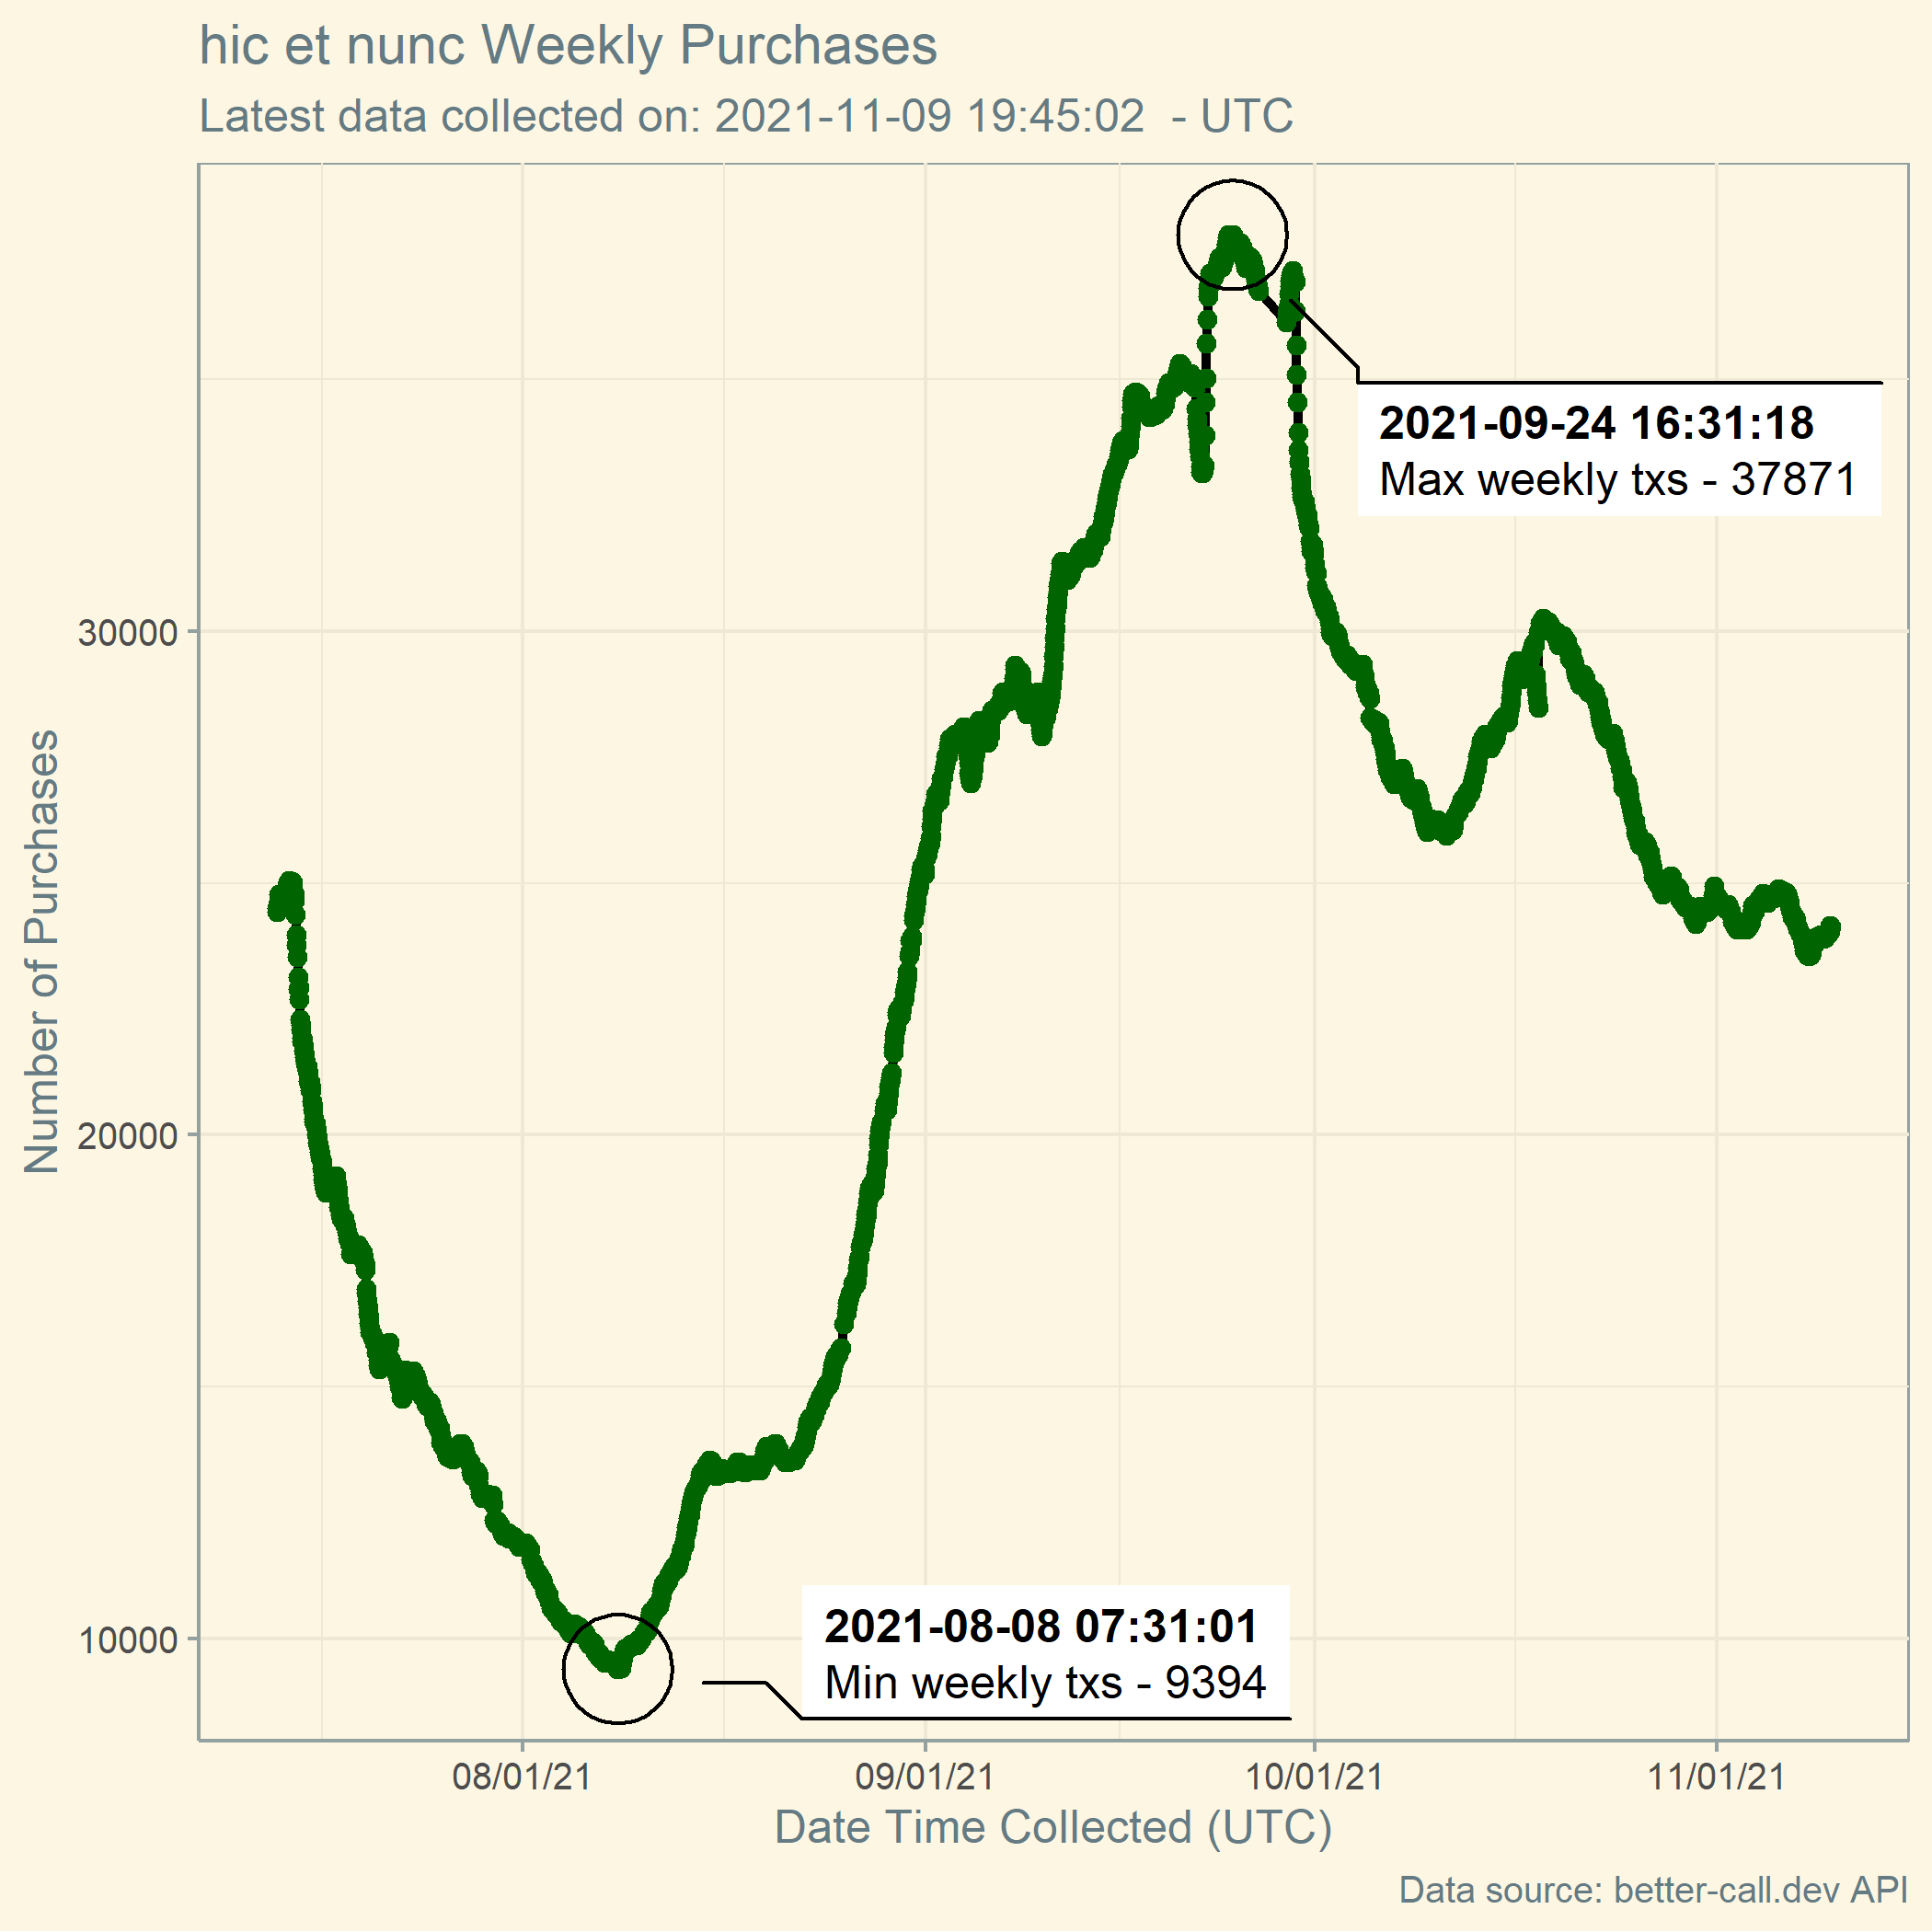 hic et nunc Weekly Purchases
Latest data collected on: 2021-11-09 19:45:02  - UTC
2021-09-24 16:31:18
Max weekly txs - 37871
30000
20000
10000
Number of Purchases
2021-08-08 07:31:01
Min weekly txs - 9394
08/01/21 09/01/21 10/01/21 11/01/21
Date Time Collected (UTC)
Data source: better-call.dev API